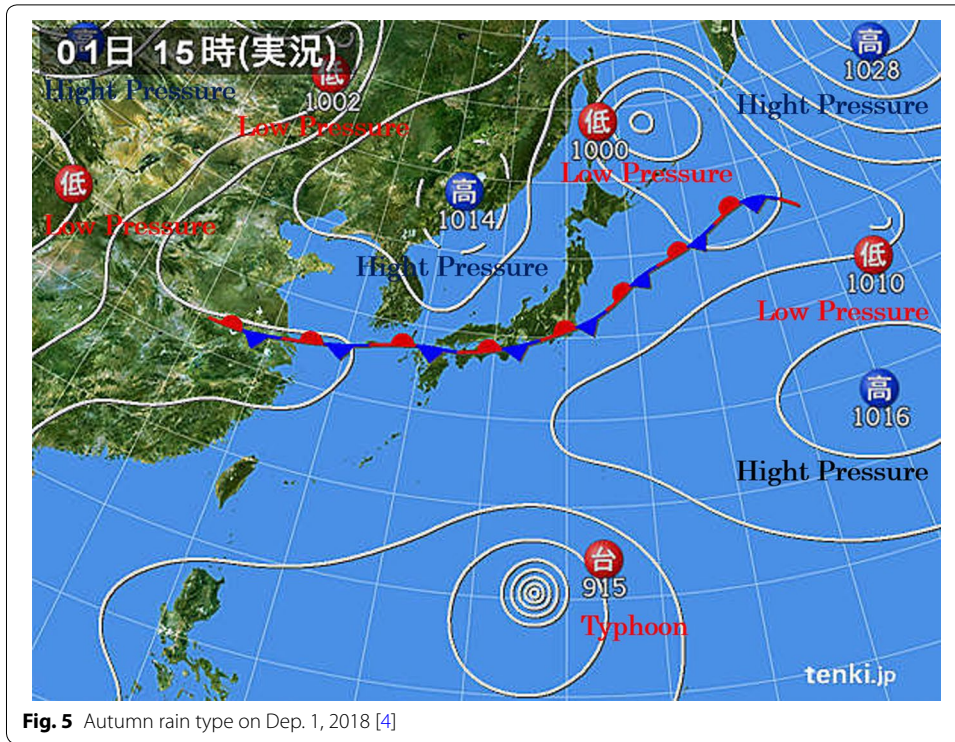 01日 15時(実況)
高
Hight Pressure
低
1002
Low Pressure
低
Low Pressure
高
1014
Hight Pressure
低
1000
Low Pressure
高
1028
Hight Pressure
低
1010
Low Pressure
高
1016
Hight Pressure
台
915
Typhoon
tenki.jp
Fig. 5 Autumn rain type on Dep. 1, 2018 [4]